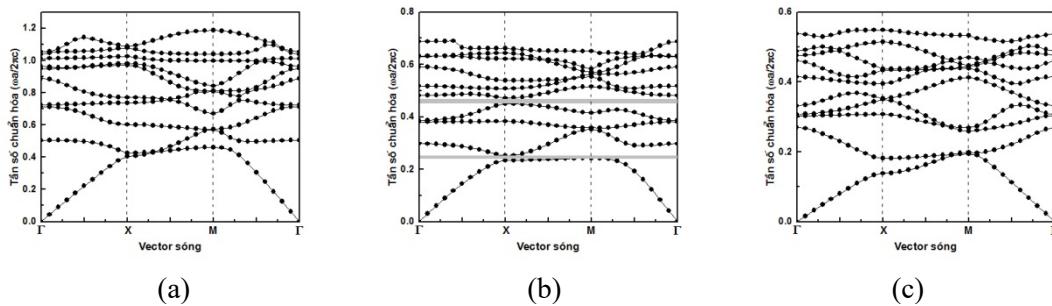 Tần số chuẩn hóa (ωa/2πc)
1.2
1.0
0.8
0.6
0.4
0.2
0.0
Γ X M Γ
Vector sóng
(a)
Tần số chuẩn hóa (ωa/2πc)
0.8
0.6
0.4
0.2
0.0
Γ X M Γ
Vector sóng
(b)
Tần số chuẩn hóa (ωa/2πc)
0.6
0.4
0.2
0.0
Γ X M Γ
Vector sóng
(c)